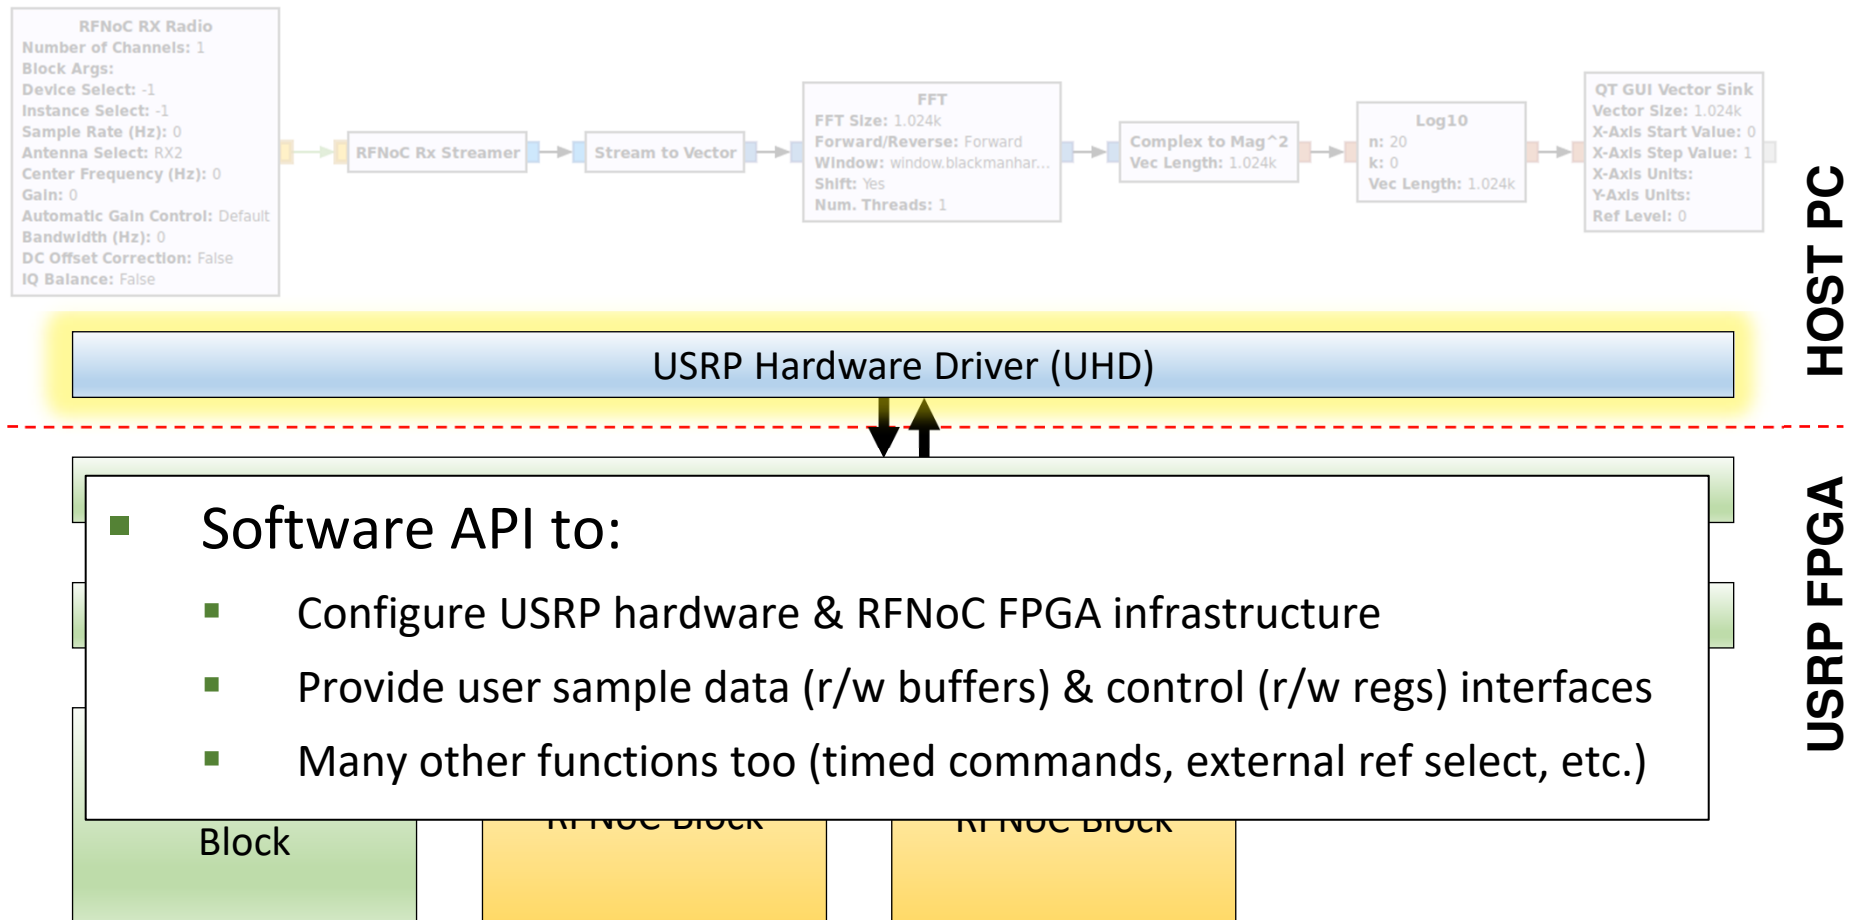 RFNoC RX Radio
Number of Channels: 1
Block Args:
Device Select: -1
Instance Select: -1
Sample Rate (Hz): 0
Antenna Select: RX2
Center Frequency (Hz): 0
Gain: 0
Automatic Gain Control: Default
Bandwidth (Hz): 0
DC Offset Correction: False
IQ Balance: False
RFNoC Rx Streamer
Stream to Vector
FFT
FFT Size: 1.024k
Forward/Reverse: Forward
Window: window.blackmanhar...
Shift: Yes
Num. Threads: 1
Complex to Mag^2
Vec Length: 1.024k
Log10
n: 20
k: 0
Vec Length: 1.024k
QT GUI Vector Sink
Vector Size: 1.024k
X-Axis Start Value: 0
X-Axis Step Value: 1
X-Axis Units:
Y-Axis Units:
Ref Level: 0
HOST PC
USRP Hardware Driver (UHD)
USRP FPGA
▪ Software API to:
▪ Configure USRP hardware & RFNoC FPGA infrastructure
▪ Provide user sample data (r/w buffers) & control (r/w regs) interfaces
▪ Many other functions too (timed commands, external ref select, etc.)
Block
RFNoC Block
RFNoC Block